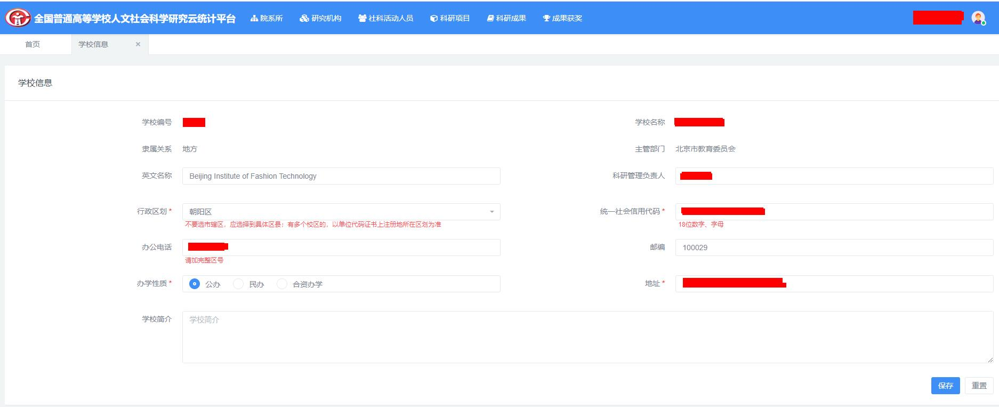 全国普通高等学校人文社会科学研究云统计平台 院系所 研究机构 社科活动人员 科研项目 科研成果 成果获奖
首页 学校信息 ×
学校信息
学校编号 学校名称
隶属关系 地方 主管部门 北京市教育委员会
英文名称 Beijing Institute of Fashion Technology 科研管理负责人
行政区划 * 朝阳区 统一社会信用代码 *
不要选市辖区，应选择到具体区县；有多个校区的，以单位代码证书上注册地所在区划为准 18位数字、字母
办公电话 邮编 100029
请加完整区号
办学性质 * 公办 民办 合资办学 地址 *
学校简介 学校简介
保存 重置